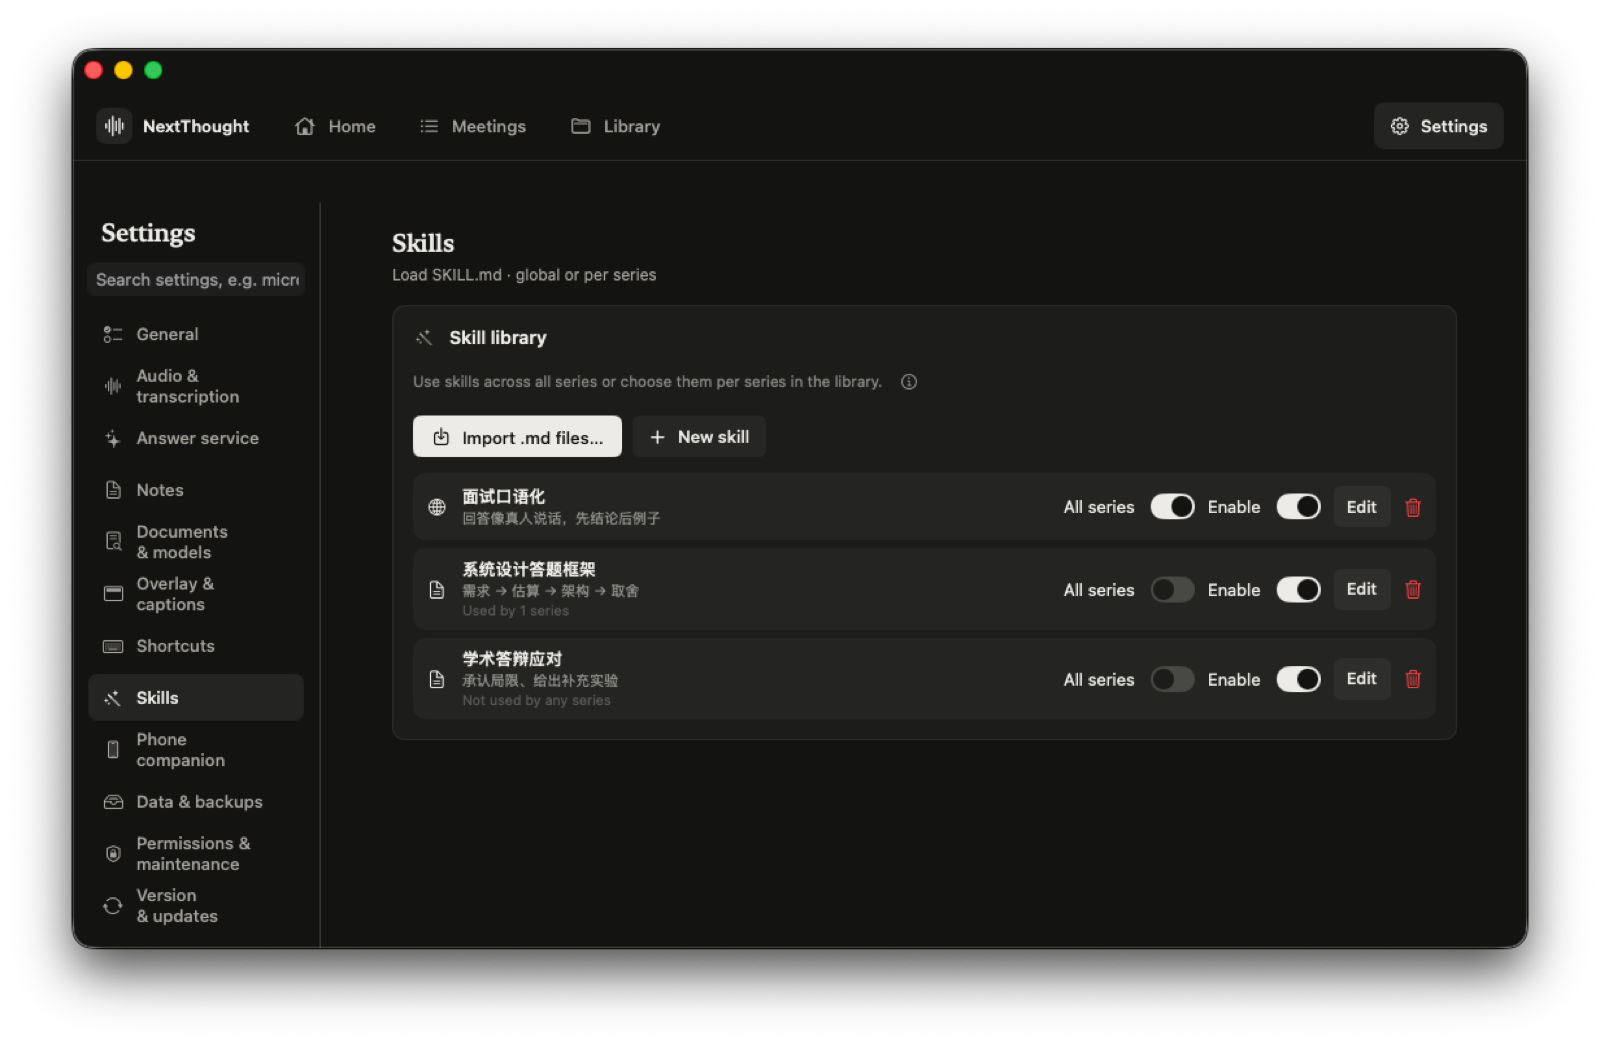 NextThought
Home
Meetings
Library
Settings
Settings
Search settings, e.g. micr
General
Audio &
transcription
Answer service
Notes
Documents
& models
Overlay &
captions
Shortcuts
Skills
Phone
companion
Data & backups
Permissions &
maintenance
Version
& updates
Skills
Load SKILL.md · global or per series
Skill library
Use skills across all series or choose them per series in the library.
Import .md files...
New skill
面试口语化
回答像真人说话，先结论后例子
All series
Enable
Edit
系统设计答题框架
需求 → 估算 → 架构 → 取舍
Used by 1 series
All series
Enable
Edit
学术答辩应对
承认局限、给出补充实验
Not used by any series
All series
Enable
Edit